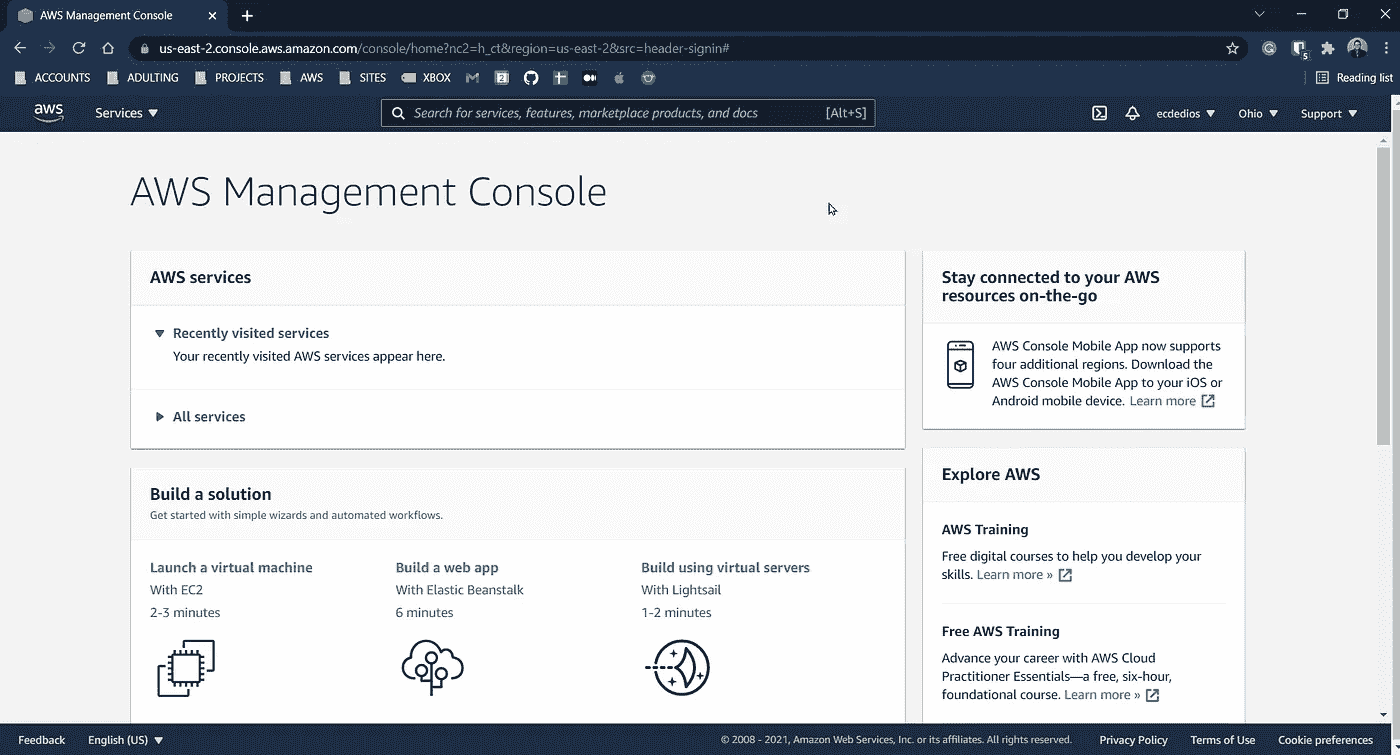 AWS Management Console
us-east-2.console.aws.amazon.com/console/home?nc2=h_ct&region=us-east-2&src=header-signin#
5
ACCOUNTS ADULTING PROJECTS AWS SITES XBOX Reading list
aws Services Search for services, features, marketplace products, and docs [Alt+S] ecdedios Ohio Support
AWS Management Console
AWS services
Recently visited services
Your recently visited AWS services appear here.
All services
Build a solution
Get started with simple wizards and automated workflows.
Launch a virtual machine
With EC2
2-3 minutes
Build a web app
With Elastic Beanstalk
6 minutes
Build using virtual servers
With Lightsail
1-2 minutes
Stay connected to your AWS
resources on-the-go
AWS Console Mobile App now supports
four additional regions. Download the
AWS Console Mobile App to your iOS or
Android mobile device. Learn more
Explore AWS
AWS Training
Free digital courses to help you develop your
skills. Learn more »
Free AWS Training
Advance your career with AWS Cloud
Practitioner Essentials—a free, six-hour,
foundational course. Learn more »
Feedback English (US) © 2008 - 2021, Amazon Web Services, Inc. or its affiliates. All rights reserved. Privacy Policy Terms of Use Cookie preferences